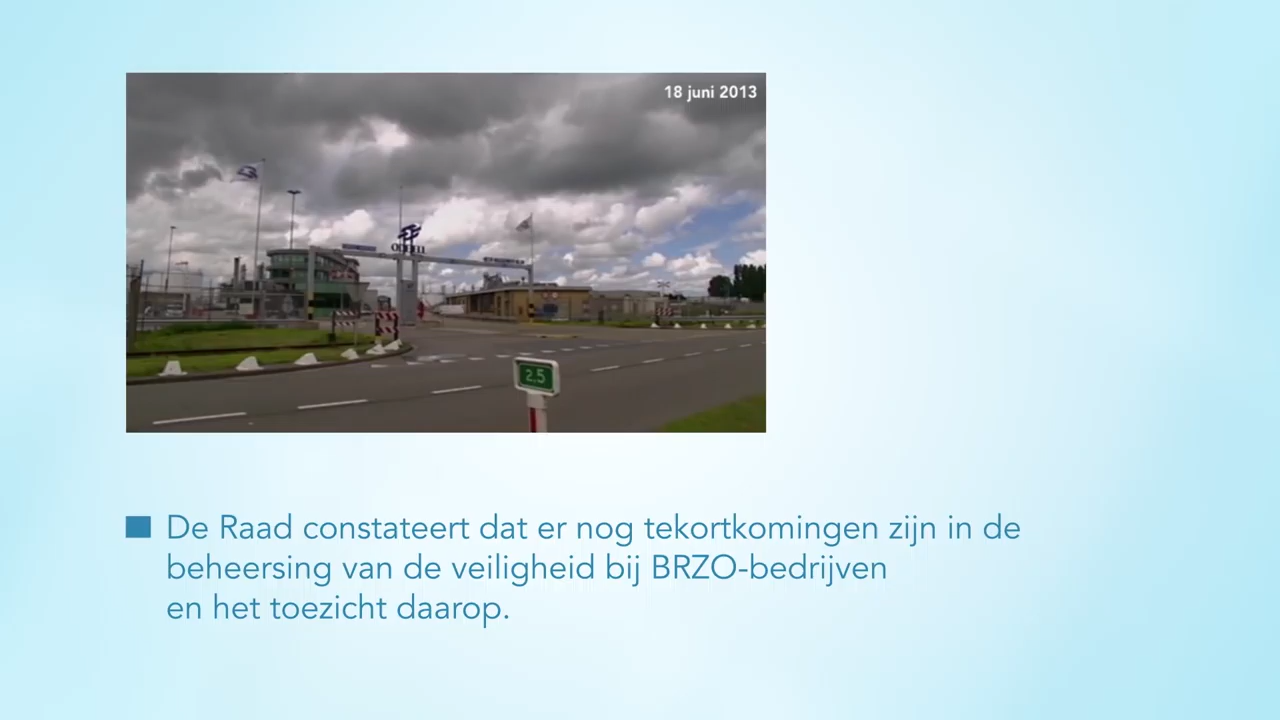 18 juni 2013
ODFJELL
2,5
De Raad constateert dat er nog tekortkomingen zijn in de
beheersing van de veiligheid bij BRZO-bedrijven
en het toezicht daarop.